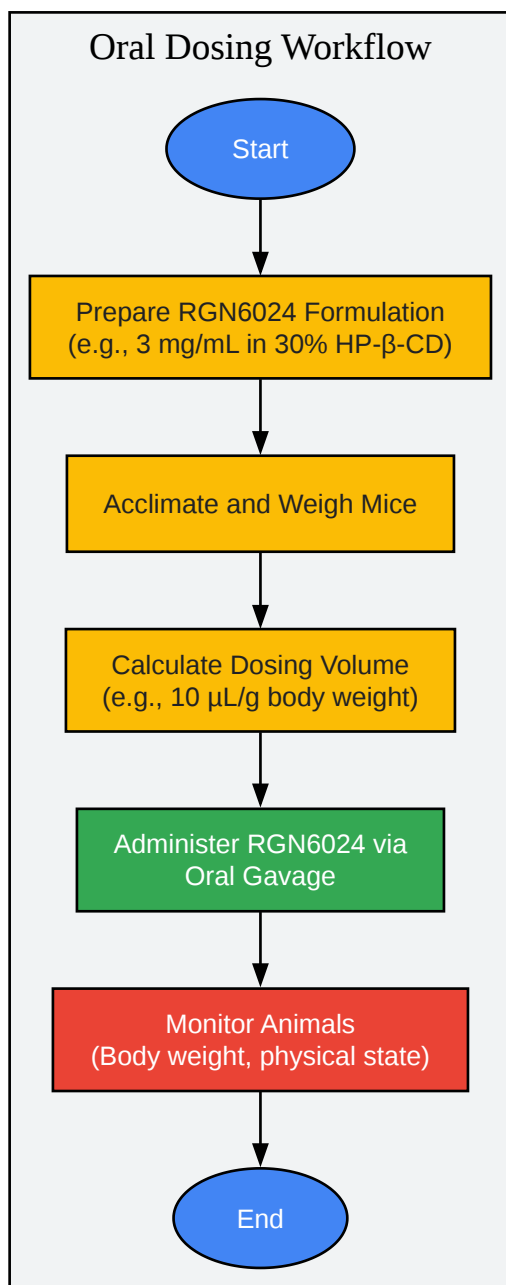 Oral Dosing Workflow
Start
Prepare RGN6024 Formulation
(e.g., 3 mg/mL in 30% HP-β-CD)
Acclimate and Weigh Mice
Calculate Dosing Volume
(e.g., 10 µL/g body weight)
Administer RGN6024 via
Oral Gavage
Monitor Animals
(Body weight, physical state)
End